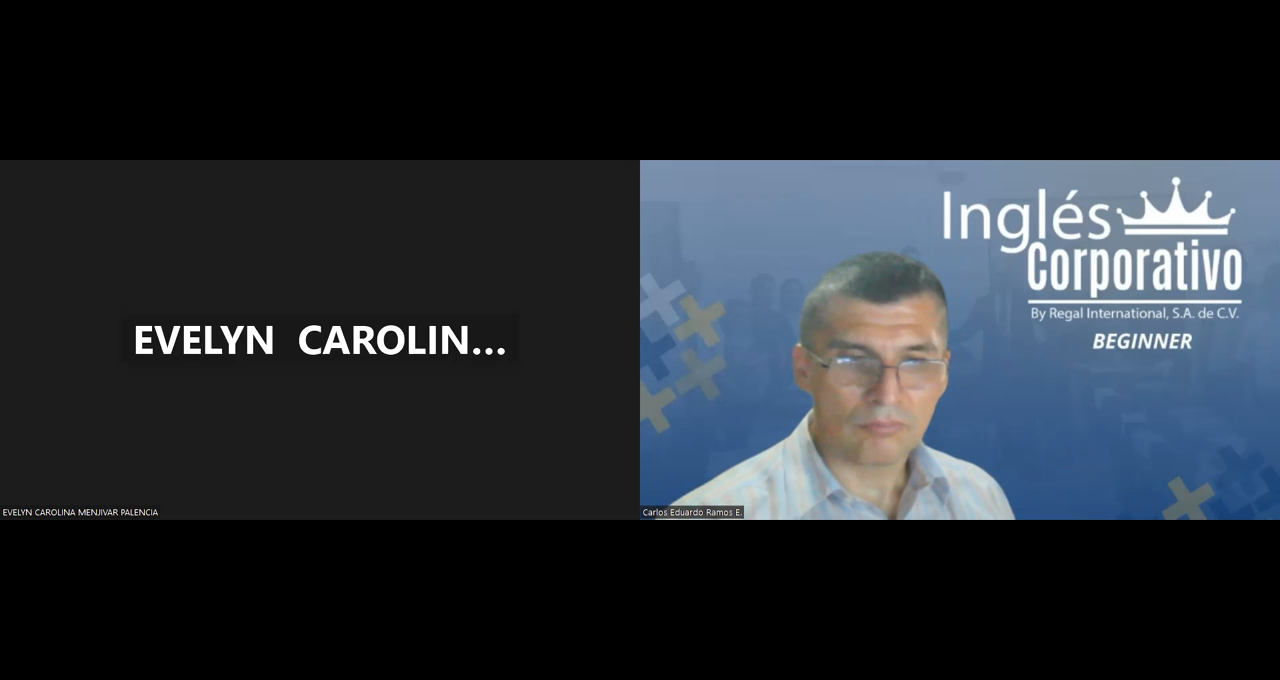 EVELYN CAROLIN...
EVELYN CAROLINA MENJIVAR PALENCIA
Inglés
Corporativo
By Regal International, S.A. de C.V.
BEGINNER
Carlos Eduardo Ramos E.